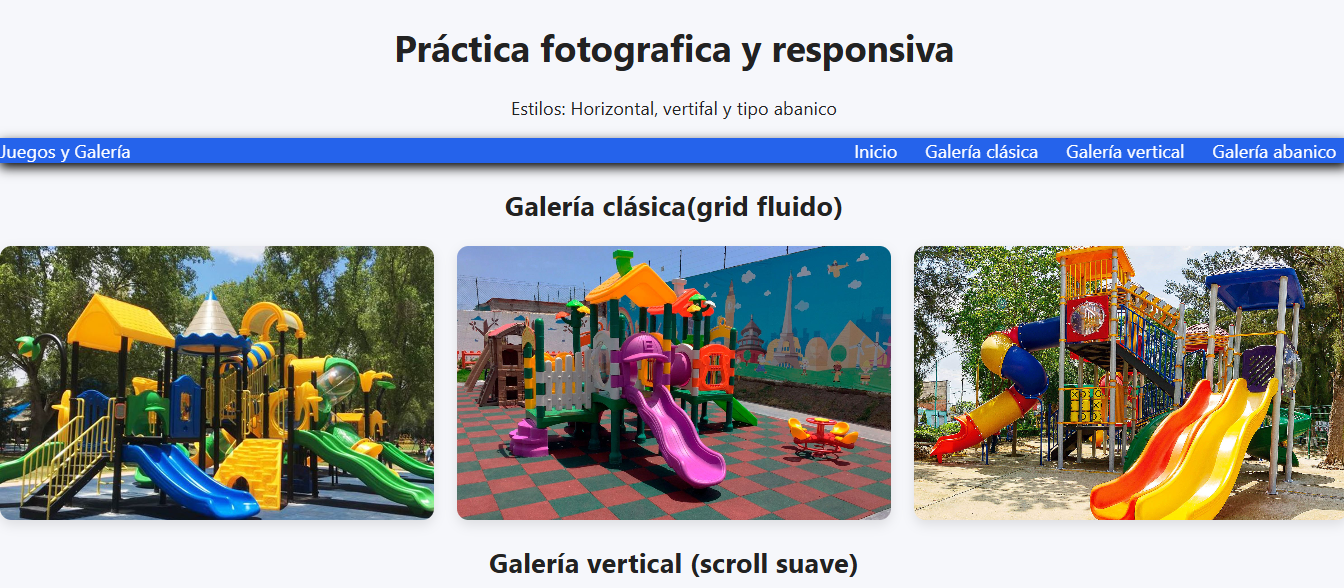 Práctica fotografica y responsiva
Estilos: Horizontal, vertifal y tipo abanico
Juegos y Galería
Inicio
Galería clásica
Galería vertical
Galería abanico
Galería clásica(grid fluido)
Galería vertical (scroll suave)